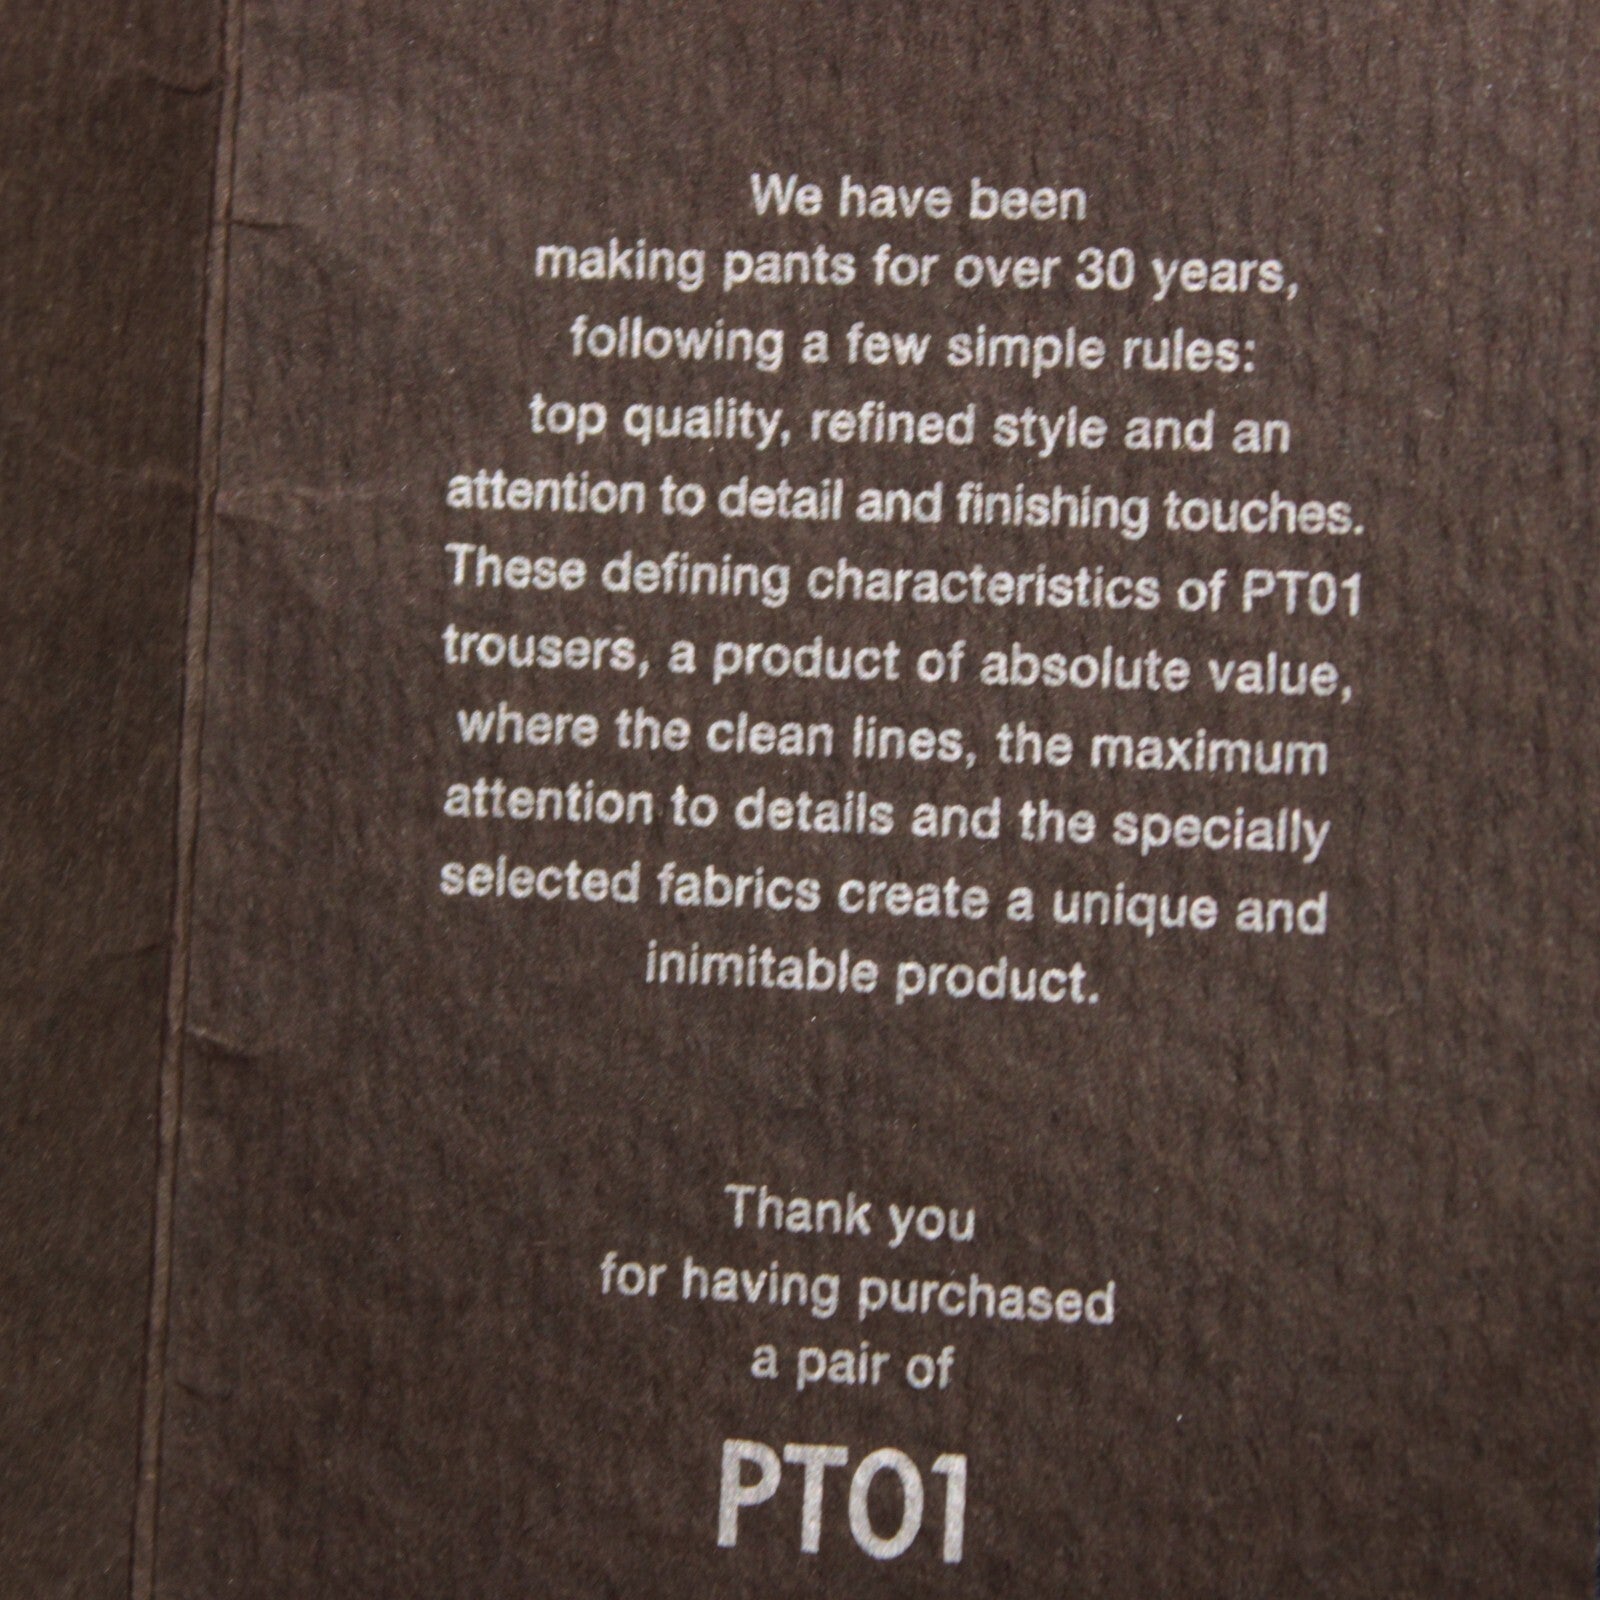 We have been
making pants for over 30 years,
following a few simple rules:
top quality, refined style and an
attention to detail and finishing touches.
These defining characteristics of PT01
trousers, a product of absolute value,
where the clean lines, the maximum
attention to details and the specially
selected fabrics create a unique and
inimitable product.
Thank you
for having purchased
a pair of
PT01